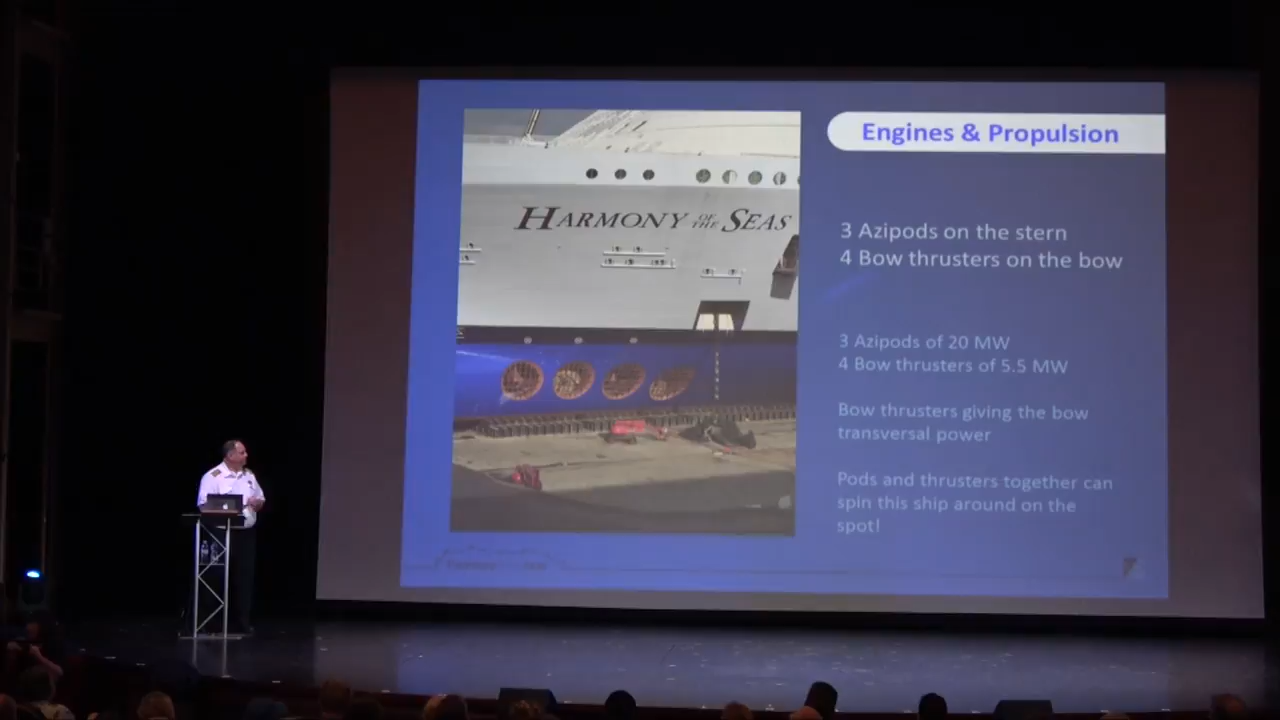 Engines & Propulsion
HARMONY OF THE SEAS
3 Azipods on the stern
4 Bow thrusters on the bow
3 Azipods of 20 MW
4 Bow thrusters of 5.5 MW
Bow thrusters giving the bow
transversal power
Pods and thrusters together can
spin this ship around on the
spot!